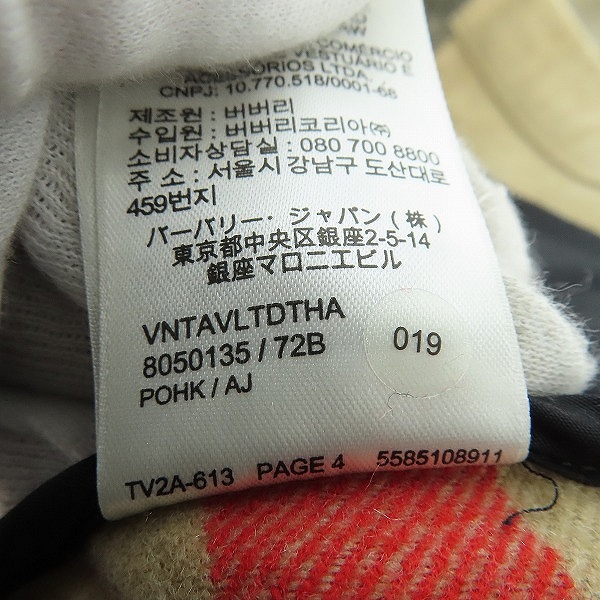 COMERCIO
VESTUÁRIO E
ACESSÓRIOS LTDA.
CNPJ: 10.770.518/0001-68
제조원 : 버버리
수입원 : 버버리코리아㈜
소비자상담실 : 080 700 8800
주 소 : 서울시 강남구 도산대로
459번지
バーバリー・ジャパン(株)
東京都中央区銀座2-5-14
銀座マロニエビル
VNTAVLTDTHA
8050135 / 72B
019
POHK / AJ
TV2A-613 PAGE 4 5585108911